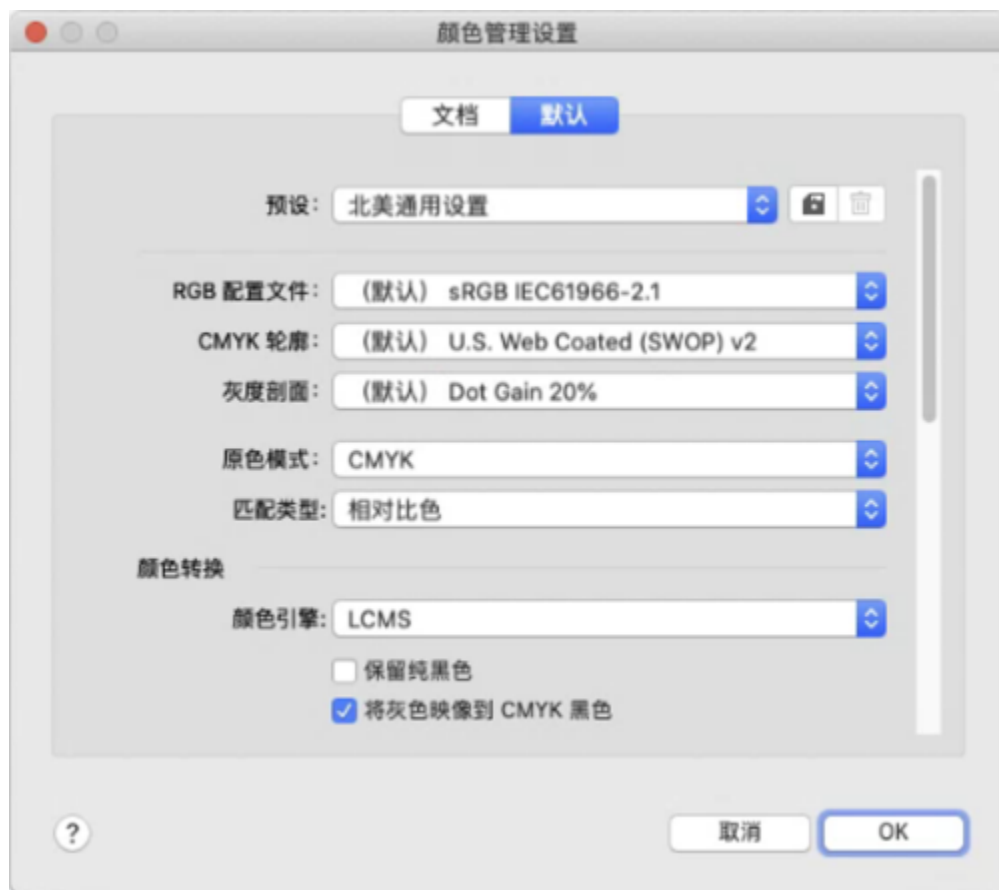 颜色管理设置
文档 默认
预设: 北美通用设置
RGB 配置文件: （默认） sRGB IEC61966-2.1
CMYK 轮廓: （默认） U.S. Web Coated (SWOP) v2
灰度剖面: （默认） Dot Gain 20%
原色模式: CMYK
匹配类型: 相对比色
颜色转换
颜色引擎: LCMS
保留纯黑色
将灰色映像到 CMYK 黑色
? 取消 OK